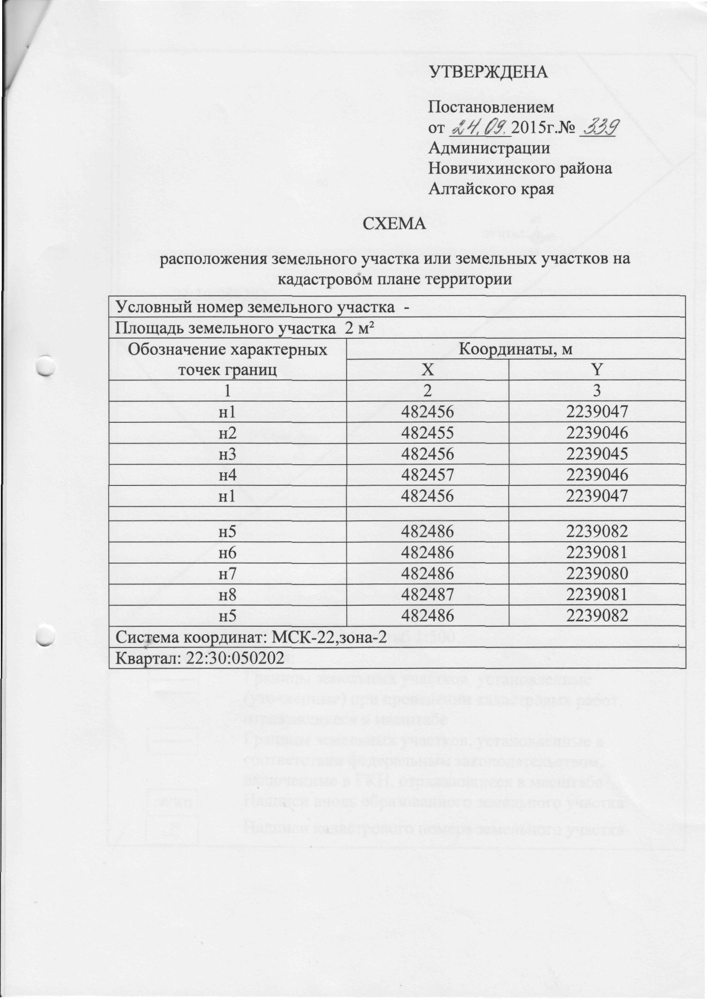 УТВЕРЖДЕНА
Постановлением
от 24.09.2015г.№ 339
Администрации
Новичихинского района
Алтайского края
СХЕМА
расположения земельного участка или земельных участков на
кадастровом плане территории
Условный номер земельного участка -
Площадь земельного участка 2 м²
Обозначение характерных точек границ
Координаты, м
X Y
1 2 3
н1 482456 2239047
н2 482455 2239046
н3 482456 2239045
н4 482457 2239046
н1 482456 2239047
н5 482486 2239082
н6 482486 2239081
н7 482486 2239080
н8 482487 2239081
н5 482486 2239082
Система координат: МСК-22,зона-2
Квартал: 22:30:050202